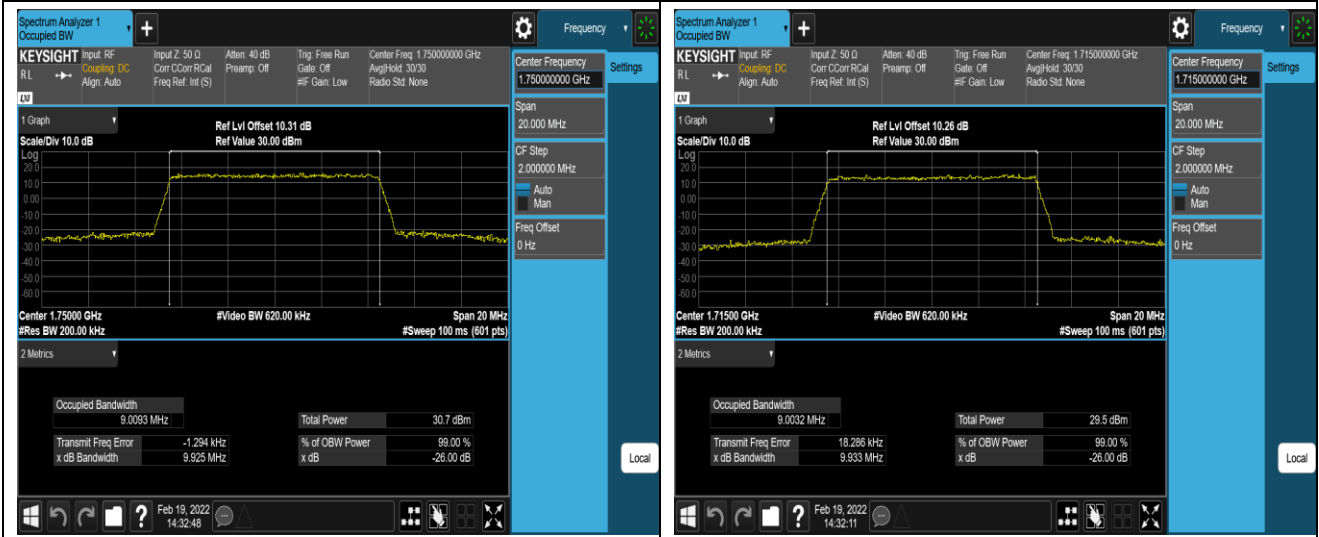 Spectrum Analyzer 1
Occupied BW
+
Frequency
KEYSIGHT Input: RF
RL
Coupling: DC
Align: Auto
Input Z: 50 Ω
Corr CCorr RCal
Freq Ref: Int (S)
Atten: 40 dB
Preamp: Off
Trig: Free Run
Gate: Off
#IF Gain: Low
Center Freq: 1.750000000 GHz
Avg|Hold: 30/30
Radio Std: None
LXI
1 Graph
Scale/Div 10.0 dB
Ref Lvl Offset 10.31 dB
Ref Value 30.00 dBm
Log
20.0
10.0
0.00
-10.0
-20.0
-30.0
-40.0
-50.0
-60.0
Center 1.75000 GHz
#Res BW 200.00 kHz
#Video BW 620.00 kHz
Span 20 MHz
#Sweep 100 ms (601 pts)
2 Metrics
Occupied Bandwidth
9.0093 MHz
Transmit Freq Error -1.294 kHz
x dB Bandwidth 9.925 MHz
Total Power 30.7 dBm
% of OBW Power 99.00 %
x dB -26.00 dB
Center Frequency
1.750000000 GHz
Settings
Span
20.000 MHz
CF Step
2.000000 MHz
Auto
Man
Freq Offset
0 Hz
Local
?
Feb 19, 2022
14:32:48
Spectrum Analyzer 1
Occupied BW
+
Frequency
KEYSIGHT Input: RF
RL
Coupling: DC
Align: Auto
Input Z: 50 Ω
Corr CCorr RCal
Freq Ref: Int (S)
Atten: 40 dB
Preamp: Off
Trig: Free Run
Gate: Off
#IF Gain: Low
Center Freq: 1.715000000 GHz
Avg|Hold: 30/30
Radio Std: None
LXI
1 Graph
Scale/Div 10.0 dB
Ref Lvl Offset 10.26 dB
Ref Value 30.00 dBm
Log
20.0
10.0
0.00
-10.0
-20.0
-30.0
-40.0
-50.0
-60.0
Center 1.71500 GHz
#Res BW 200.00 kHz
#Video BW 620.00 kHz
Span 20 MHz
#Sweep 100 ms (601 pts)
2 Metrics
Occupied Bandwidth
9.0032 MHz
Transmit Freq Error 18.286 kHz
x dB Bandwidth 9.933 MHz
Total Power 29.5 dBm
% of OBW Power 99.00 %
x dB -26.00 dB
Center Frequency
1.715000000 GHz
Settings
Span
20.000 MHz
CF Step
2.000000 MHz
Auto
Man
Freq Offset
0 Hz
Local
?
Feb 19, 2022
14:32:11